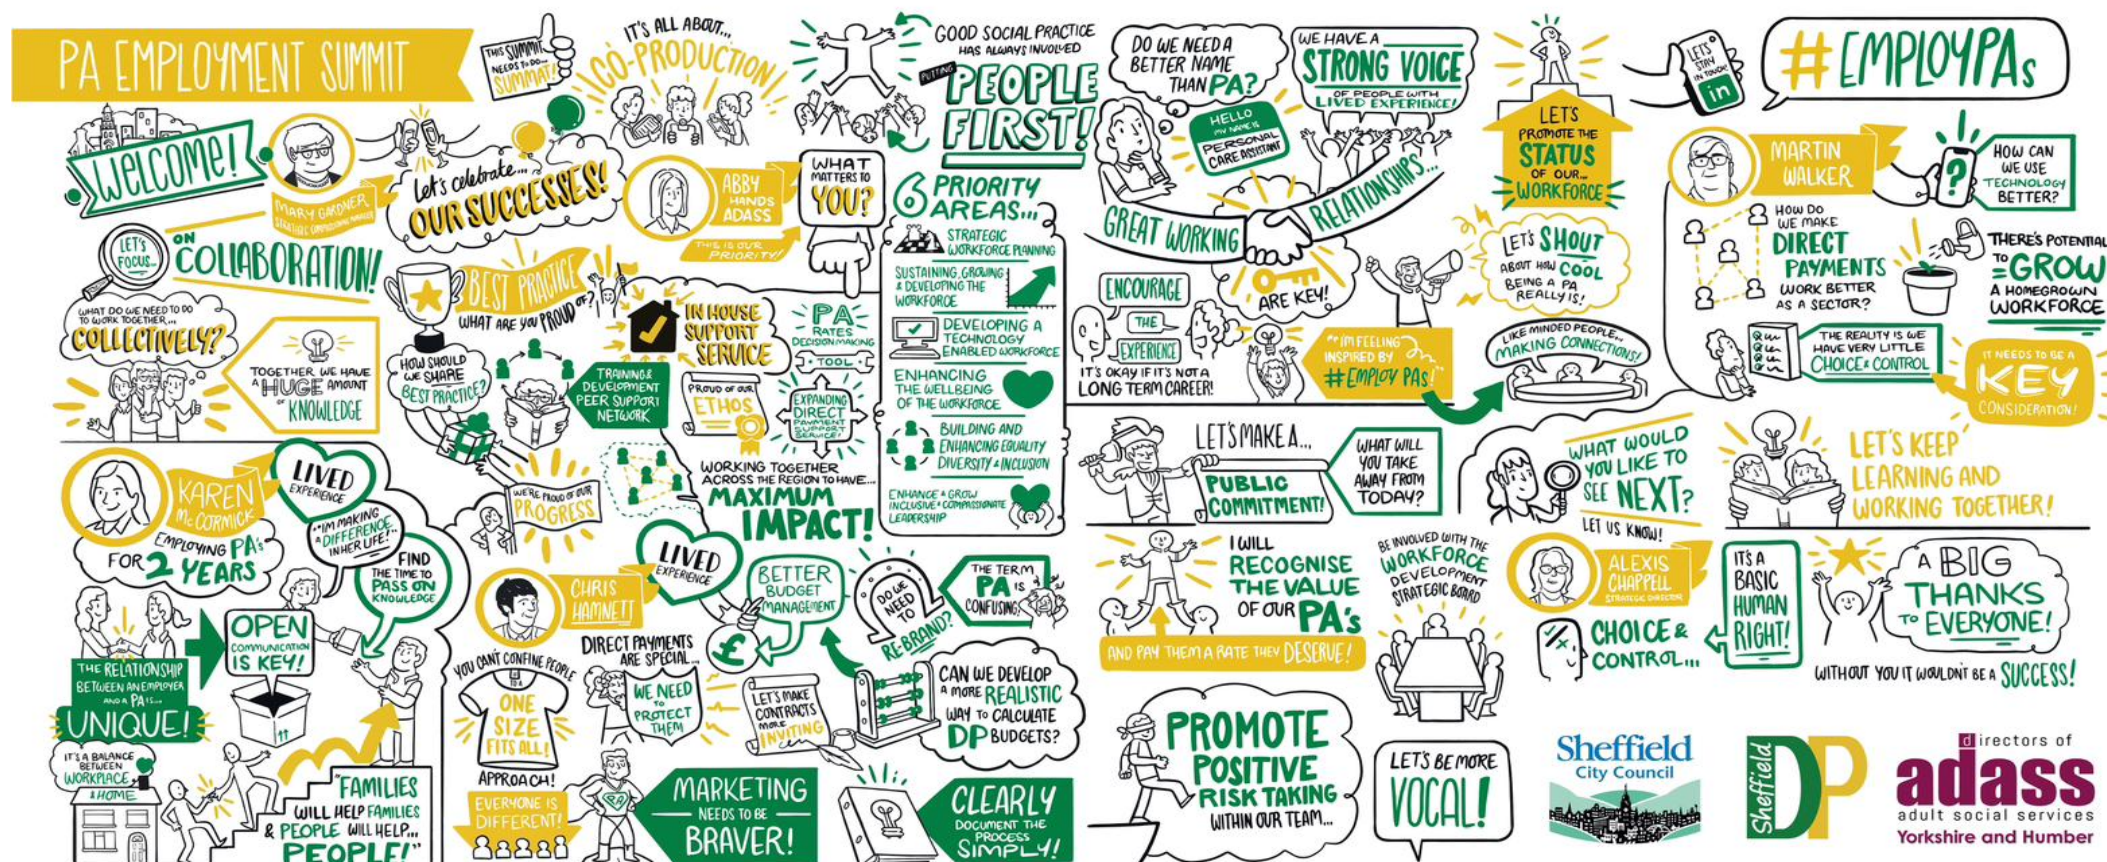 PA EMPLOYMENT SUMMIT
THIS SUMMIT
NEEDS TO DO...
SUMMAT!
IT'S ALL ABOUT...
CO-PRODUCTION!
WELCOME!
MARY GARDNER
STRATEGIC COMMISSIONING MANAGER
Let's celebrate...
OUR SUCCESSES!
ABBY
HANDS
ADASS
THIS IS OUR
PRIORITY!
WHAT
MATTERS TO
YOU?
GOOD SOCIAL PRACTICE
HAS ALWAYS INVOLVED
PUTTING
PEOPLE
FIRST!
LET'S
FOCUS...
ON
COLLABORATION!
WHAT DO WE NEED TO DO
TO WORK TOGETHER...
COLLECTIVELY?
TOGETHER WE HAVE
A HUGE AMOUNT
OF KNOWLEDGE
BEST PRACTICE
WHAT ARE YOU PROUD OF?
HOW SHOULD
WE SHARE
BEST PRACTICE?
TRAINING &
DEVELOPMENT
PEER SUPPORT
NETWORK
IN HOUSE
SUPPORT
SERVICE
PROUD OF OUR
ETHOS
PA
RATES
DECISION MAKING
TOOL
EXPANDING
DIRECT
PAYMENT
SUPPORT
SERVICE!
WE'RE PROUD OF OUR
PROGRESS
WORKING TOGETHER
ACROSS THE REGION TO HAVE...
MAXIMUM
IMPACT!
6 PRIORITY
AREAS...
STRATEGIC
WORKFORCE PLANNING
SUSTAINING, GROWING
& DEVELOPING THE
WORKFORCE
DEVELOPING A
TECHNOLOGY
ENABLED WORKFORCE
ENHANCING
THE WELLBEING
OF THE WORKFORCE
BUILDING AND
ENHANCING EQUALITY
DIVERSITY & INCLUSION
ENHANCE & GROW
INCLUSIVE & COMPASSIONATE
LEADERSHIP
KAREN
McCORMICK
LIVED
EXPERIENCE
EMPLOYING PA's
FOR 2 YEARS
"I'M MAKING
A DIFFERENCE
IN HER LIFE!"
FIND
THE TIME TO
PASS ON
KNOWLEDGE
THE RELATIONSHIP
BETWEEN AN EMPLOYER
AND A PA IS...
UNIQUE!
OPEN
COMMUNICATION
IS KEY!
IT'S A BALANCE
BETWEEN
WORKPLACE
& HOME
"FAMILIES
WILL HELP FAMILIES
& PEOPLE WILL HELP...
PEOPLE!"
CHRIS
HAMNETT
LIVED
EXPERIENCE
YOU CAN'T CONFINE PEOPLE
TO A
ONE
SIZE
FITS ALL!
APPROACH!
EVERYONE IS
DIFFERENT!
DIRECT PAYMENTS
ARE SPECIAL...
WE NEED
TO
PROTECT
THEM
£
BETTER
BUDGET
MANAGEMENT
LET'S MAKE
CONTRACTS
MORE
INVITING
PA
MARKETING
NEEDS TO BE
BRAVER!
DO WE
NEED
TO
RE-BRAND?
THE TERM
PA IS
CONFUSING!
CAN WE DEVELOP
A MORE REALISTIC
WAY TO CALCULATE
DP BUDGETS?
CLEARLY
DOCUMENT THE
PROCESS
SIMPLY!
DO WE NEED A
BETTER NAME
THAN PA?
HELLO
MY NAME IS
PERSONAL
CARE ASSISTANT
WE HAVE A
STRONG VOICE
OF PEOPLE WITH
LIVED EXPERIENCE!
GREAT WORKING
RELATIONSHIPS...
ARE KEY!
ENCOURAGE
THE
EXPERIENCE
IT'S OKAY IF IT'S NOT A
LONG TERM CAREER!
"I'M FEELING
INSPIRED BY
#EMPLOY PAs!"
LET'S
PROMOTE THE
STATUS
OF OUR...
WORKFORCE
LET'S SHOUT
ABOUT HOW COOL
BEING A PA
REALLY IS!
LIKE MINDED PEOPLE...
MAKING CONNECTIONS!
LET'S
STAY
IN TOUCH!
in
#EMPLOYPAs
MARTIN
WALKER
?
HOW CAN
WE USE
TECHNOLOGY
BETTER?
HOW DO
WE MAKE
DIRECT
PAYMENTS
WORK BETTER
AS A SECTOR?
THERE'S POTENTIAL
TO
GROW
A HOMEGROWN
WORKFORCE
THE REALITY IS WE
HAVE VERY LITTLE
CHOICE & CONTROL
IT NEEDS TO BE A
KEY
CONSIDERATION!
LET'S MAKE A...
PUBLIC
COMMITMENT!
WHAT WILL
YOU TAKE
AWAY FROM
TODAY?
WHAT WOULD
YOU LIKE TO
SEE NEXT?
LET US KNOW!
LET'S KEEP
LEARNING AND
WORKING TOGETHER!
I WILL
RECOGNISE
THE VALUE
OF OUR PA's
AND PAY THEM A RATE THEY DESERVE!
BE INVOLVED WITH THE
WORKFORCE
DEVELOPMENT
STRATEGIC BOARD
ALEXIS
CHAPPELL
STRATEGIC DIRECTOR
CHOICE &
CONTROL...
IT'S A
BASIC
HUMAN
RIGHT!
A BIG
THANKS
TO EVERYONE!
WITHOUT YOU IT WOULDN'T BE A SUCCESS!
PROMOTE
POSITIVE
RISK TAKING
WITHIN OUR TEAM...
LET'S BE MORE
VOCAL!
Sheffield
City Council
Sheffield
DP
directors of
adass
adult social services
Yorkshire and Humber